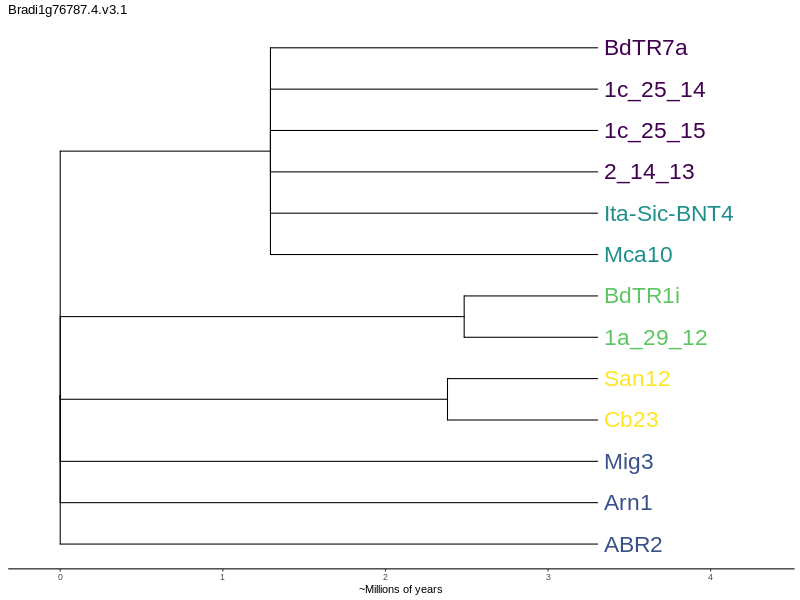 Bradi1g76787.4.v3.1
BdTR7a
1c_25_14
1c_25_15
2_14_13
Ita-Sic-BNT4
Mca10
BdTR1i
1a_29_12
San12
Cb23
Mig3
Arn1
ABR2
0 1 2 3 4
~Millions of years